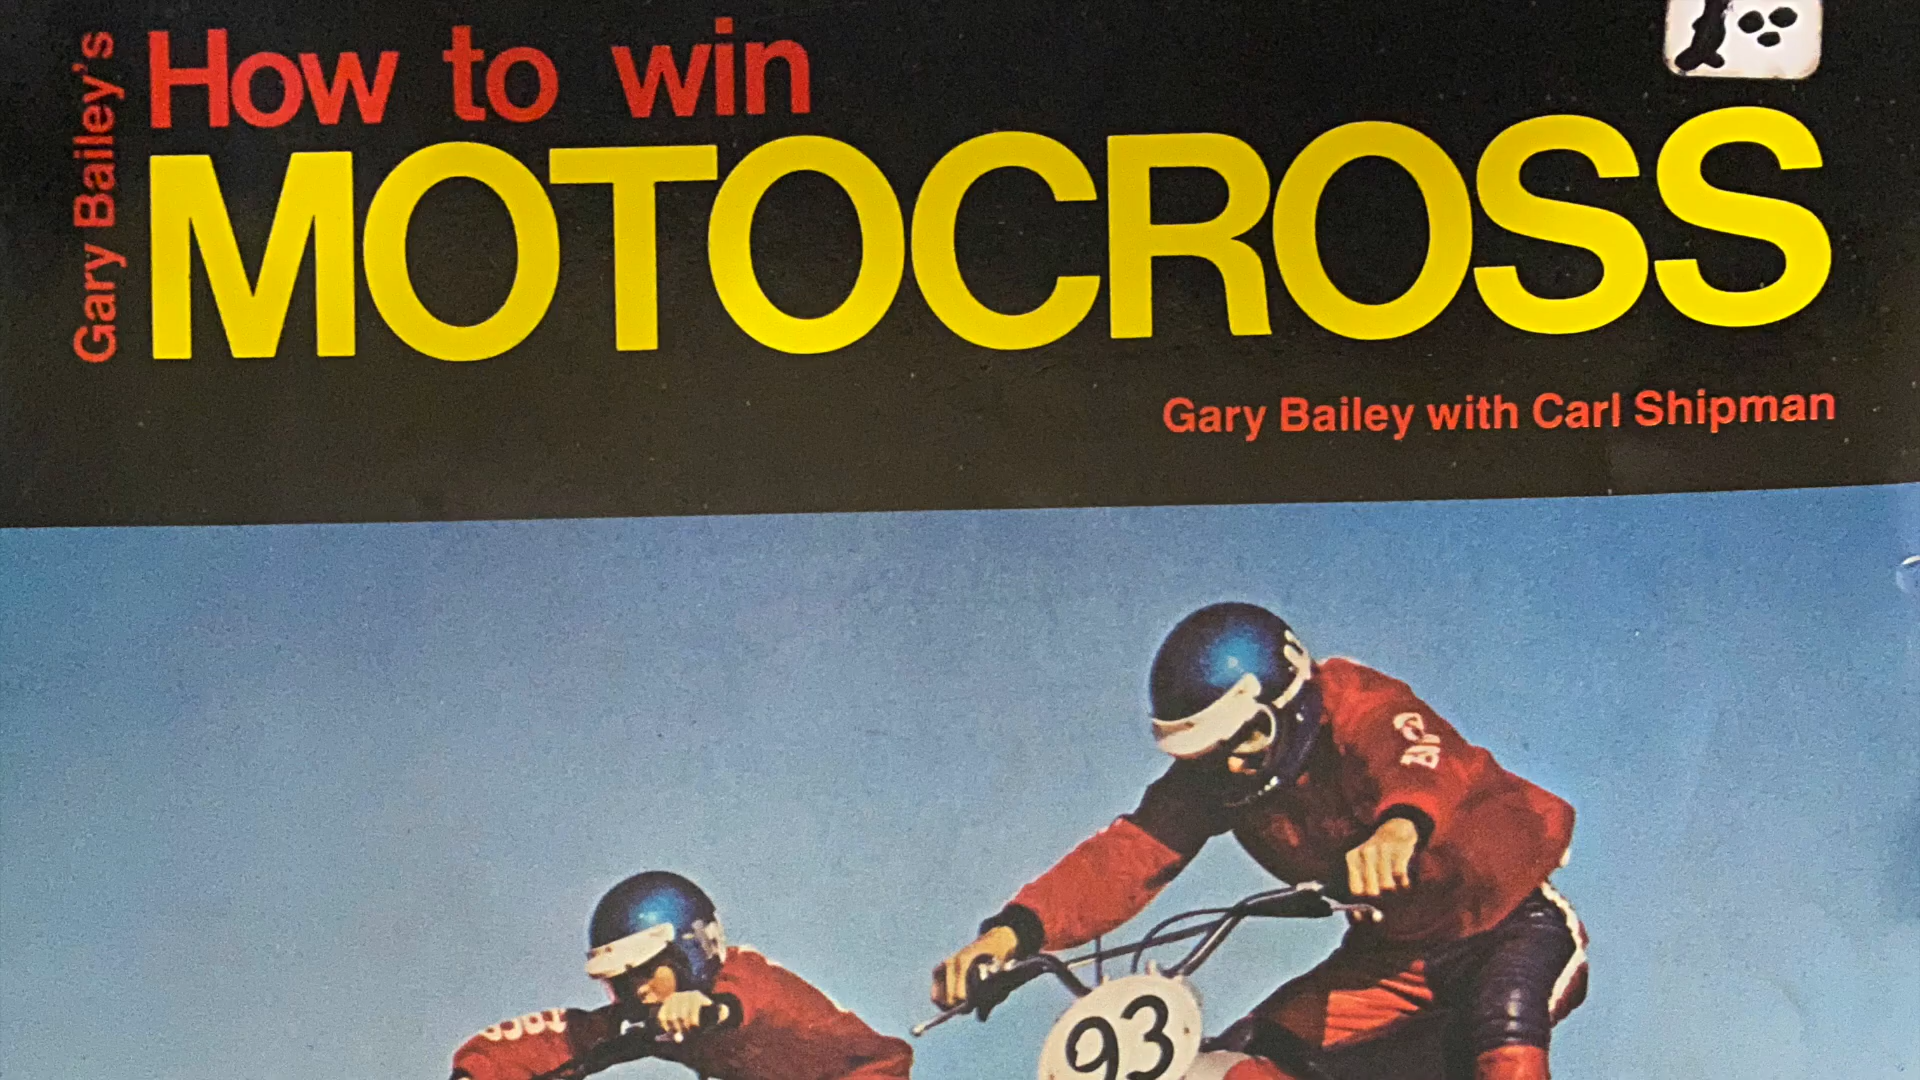 Gary Bailey's
How to win
MOTOCROSS
Gary Bailey with Carl Shipman
93